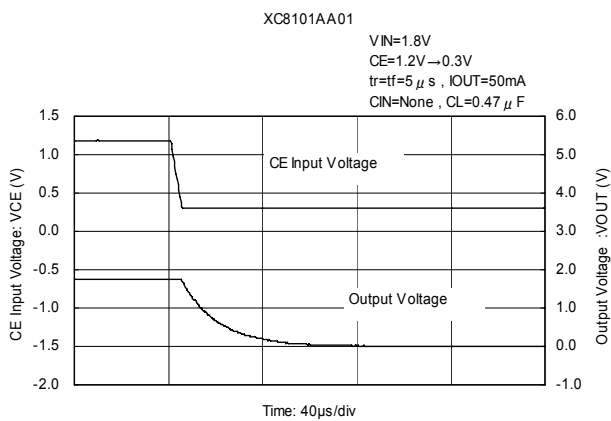 XC8101AA01
VIN=1.8V
CE=1.2V→0.3V
tr=tf=5μs , IOUT=50mA
CIN=None , CL=0.47μF
1.5
1.0
0.5
0.0
-0.5
-1.0
-1.5
-2.0
CE Input Voltage: VCE (V)
CE Input Voltage
Output Voltage
6.0
5.0
4.0
3.0
2.0
1.0
0.0
-1.0
Output Voltage :VOUT (V)
Time: 40μs/div